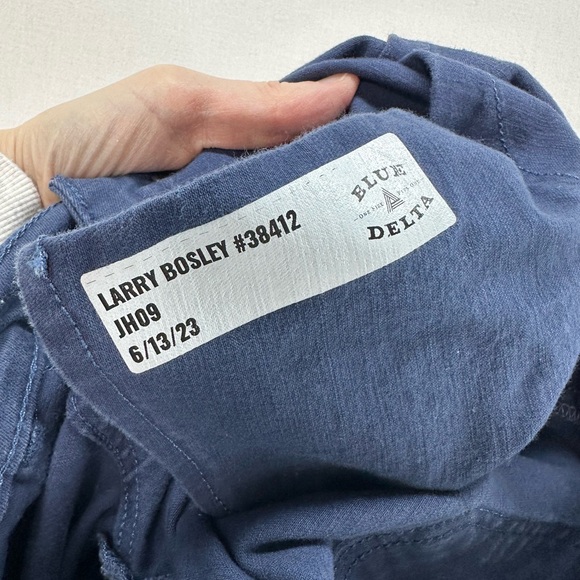 LARRY BOSLEY #38412
JH09
6/13/23
BLUE
DELTA